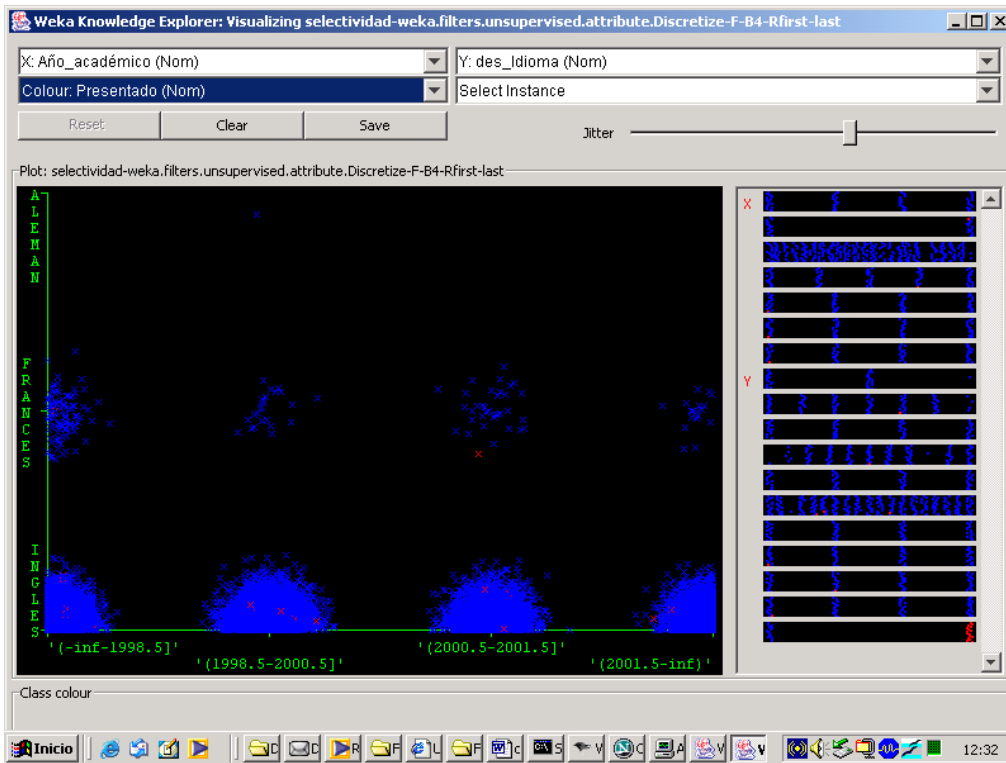 Weka Knowledge Explorer: Visualizing selectividad-weka.filters.unsupervised.attribute.Discretize-F-B4-Rfirst-last
X: Año_académico (Nom)
Y: des_Idioma (Nom)
Colour: Presentado (Nom)
Select Instance
Reset
Clear
Save
Jitter
Plot: selectividad-weka.filters.unsupervised.attribute.Discretize-F-B4-Rfirst-last
ALEMAN
FRANCES
INGLES
X
Y
'(-inf-1998.5]'
'(1998.5-2000.5]'
'(2000.5-2001.5]'
'(2001.5-inf)'
Class colour
Inicio
D
D
R
F
L
F
c
S
V
C
A
V
V
12:32